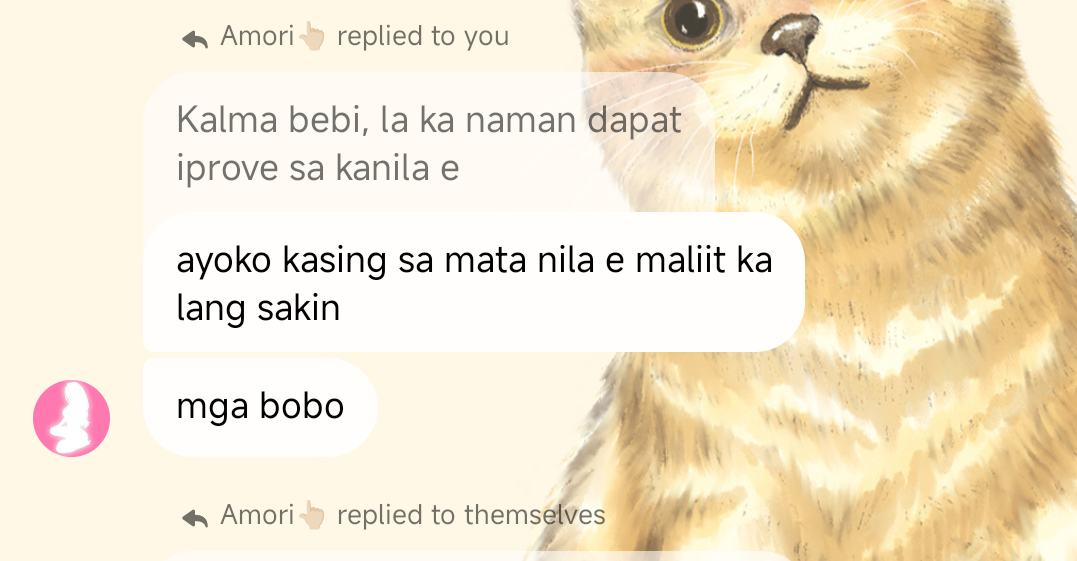 Amori👆🏻 replied to you
Kalma bebi, la ka naman dapat
iprove sa kanila e
ayoko kasing sa mata nila e maliit ka
lang sakin
mga bobo
Amori👆🏻 replied to themselves